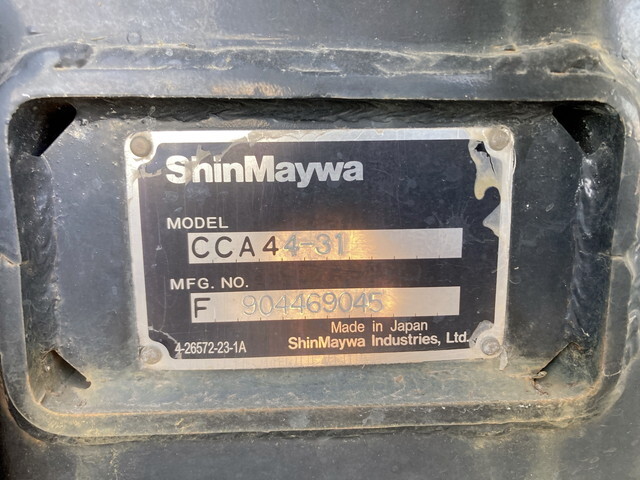 ShinMaywa
MODEL
CCA44-31
MFG. NO.
F 904469045
Made in Japan
4-26572-23-1A
ShinMaywa Industries, Ltd.